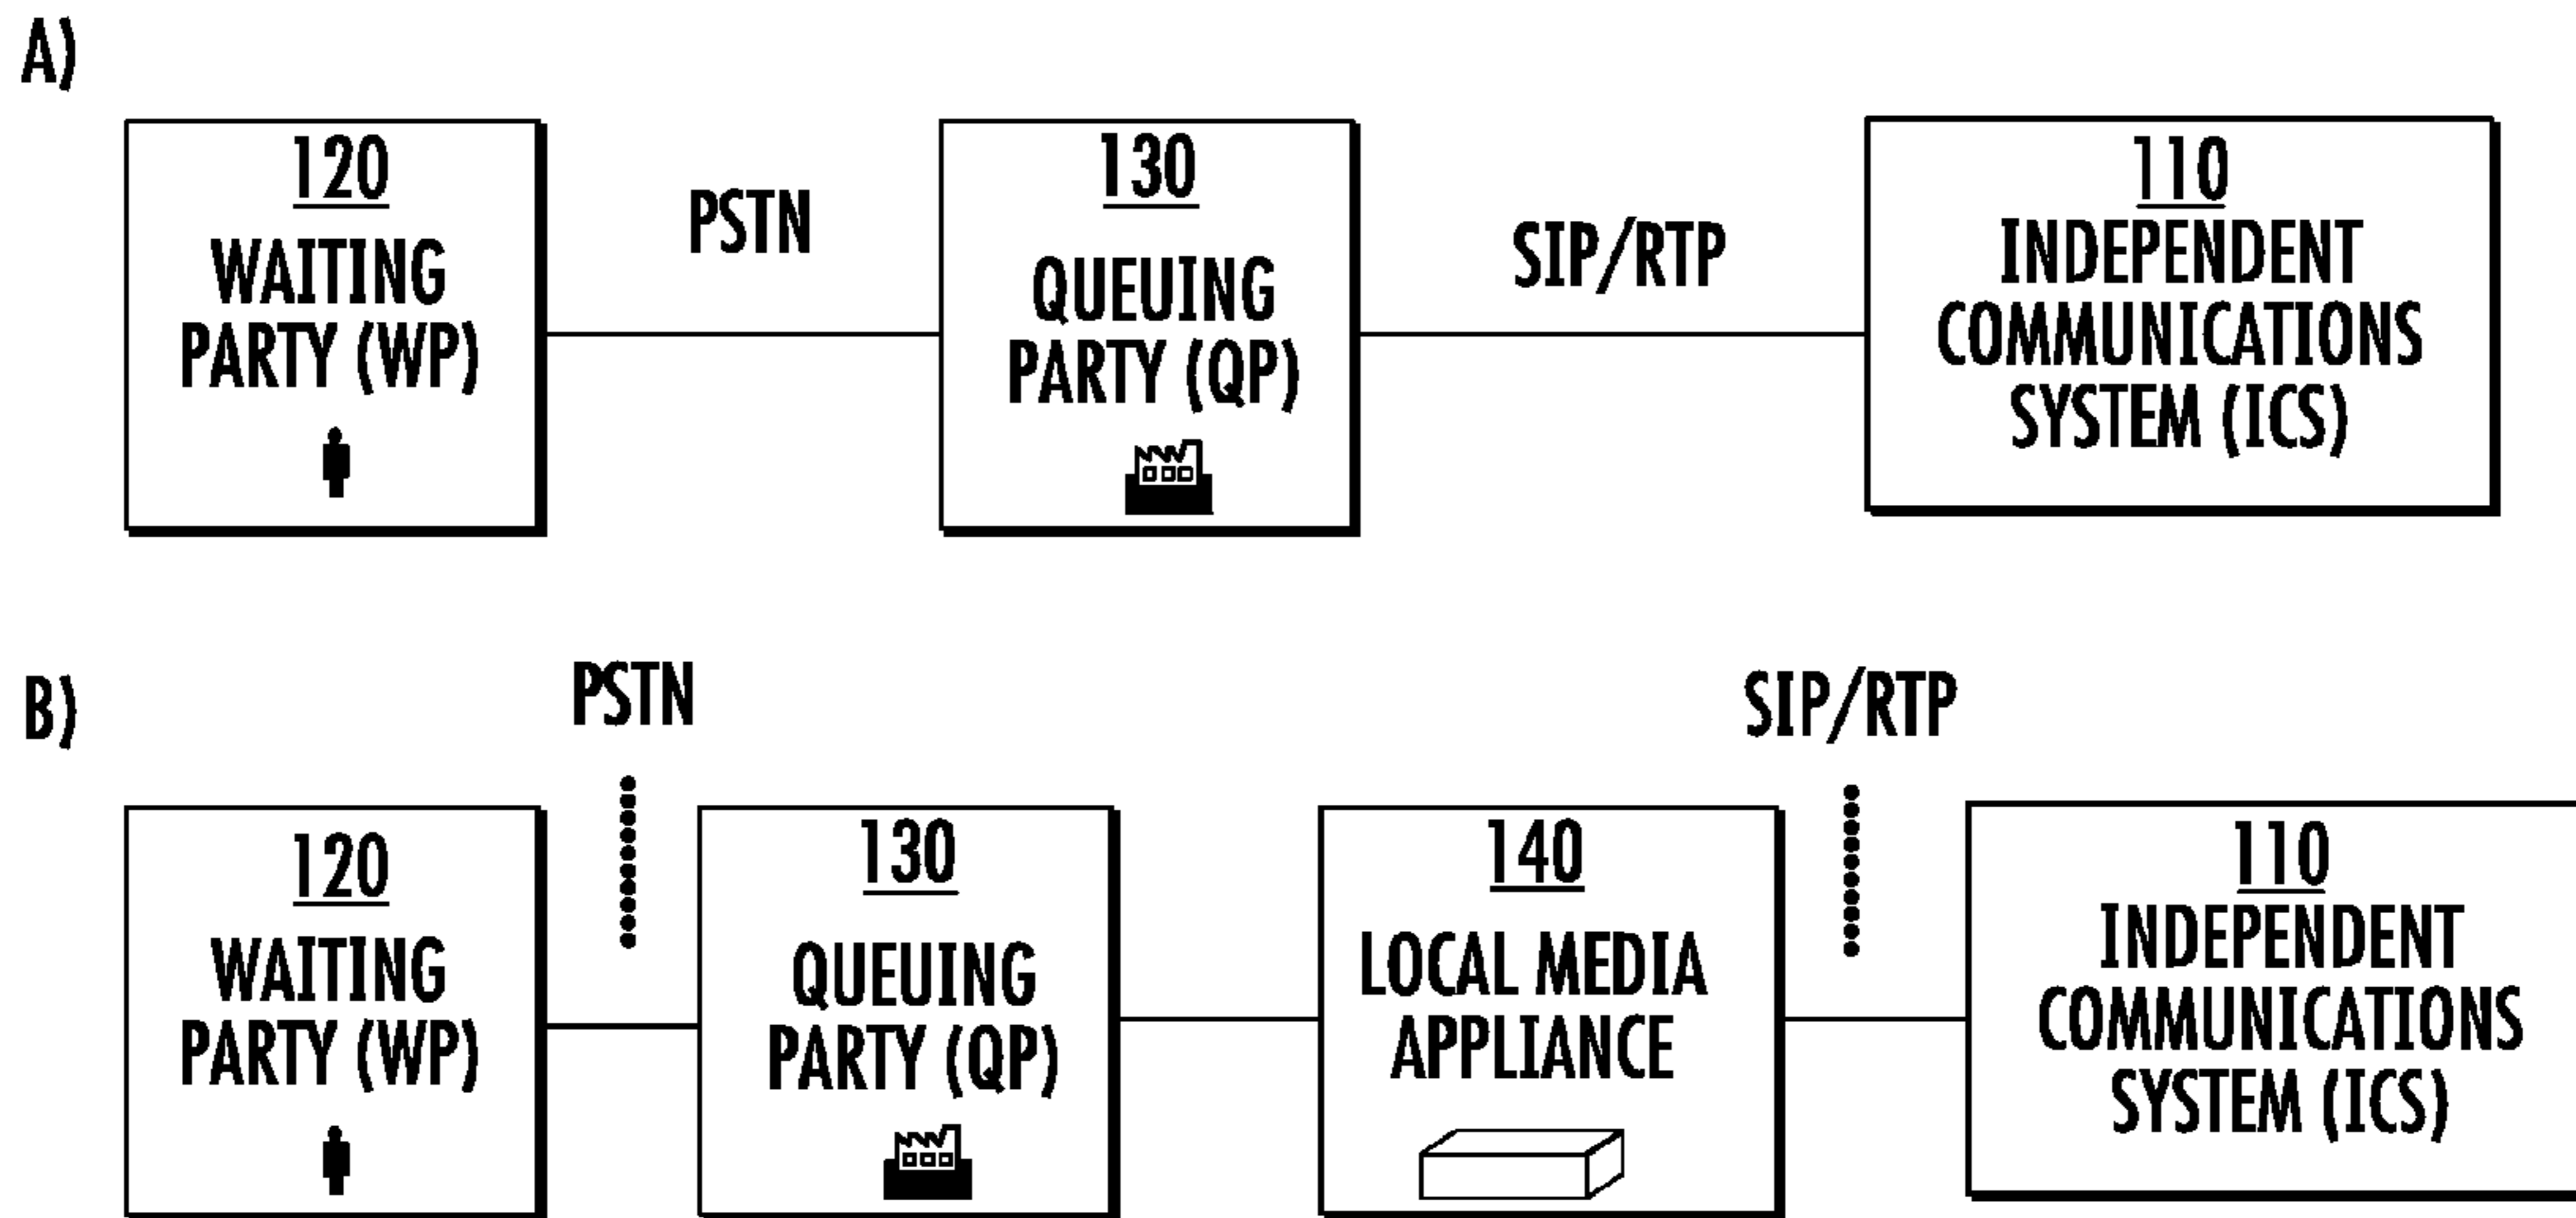 A)
120
WAITING
PARTY (WP)
PSTN
130
QUEUING
PARTY (QP)
SIP/RTP
110
INDEPENDENT
COMMUNICATIONS
SYSTEM (ICS)
B)
PSTN
SIP/RTP
120
WAITING
PARTY (WP)
130
QUEUING
PARTY (QP)
140
LOCAL MEDIA
APPLIANCE
110
INDEPENDENT
COMMUNICATIONS
SYSTEM (ICS)